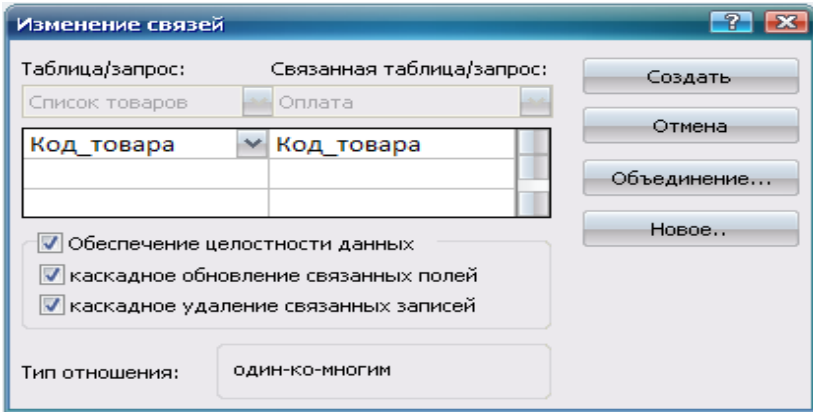 Изменение связей
Таблица/запрос: Связанная таблица/запрос:
Список товаров Оплата
Код_товара Код_товара
Обеспечение целостности данных
каскадное обновление связанных полей
каскадное удаление связанных записей
Тип отношения: один-ко-многим
Создать
Отмена
Объединение...
Новое..